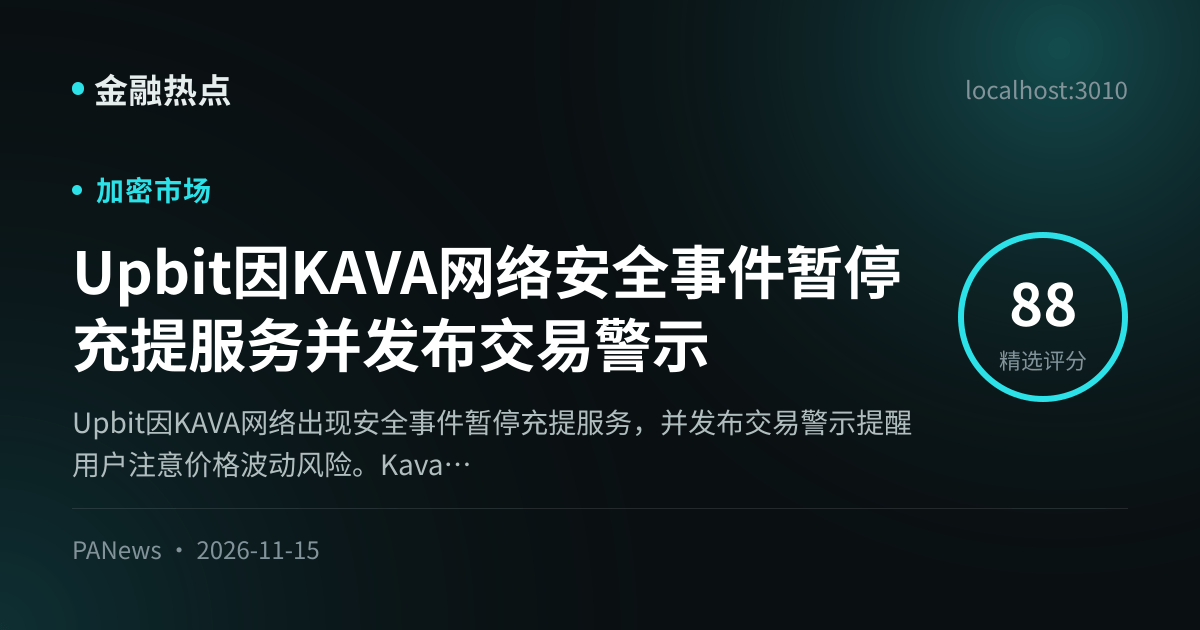 金融热点
localhost:3010
加密市场
Upbit因KAVA网络安全事件暂停
充提服务并发布交易警示
88
精选评分
Upbit因KAVA网络出现安全事件暂停充提服务，并发布交易警示提醒
用户注意价格波动风险。Kava…
PANews • 2026-11-15